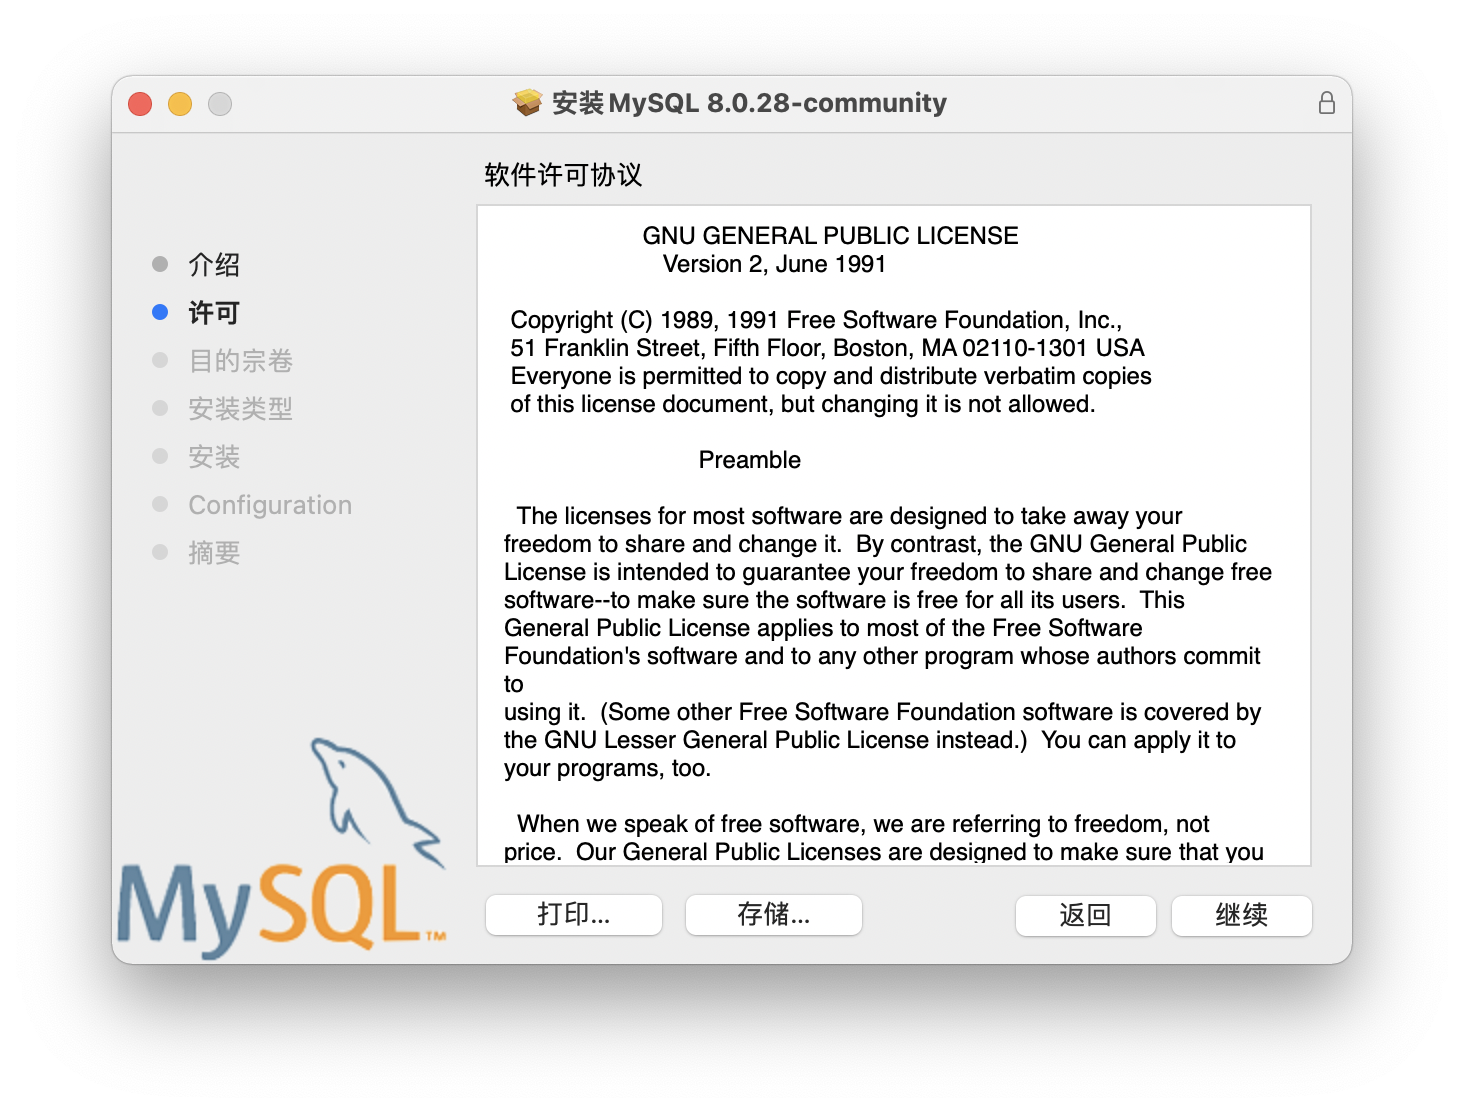 安装 MySQL 8.0.28-community
软件许可协议
介绍
许可
目的宗卷
安装类型
安装
Configuration
摘要
GNU GENERAL PUBLIC LICENSE
Version 2, June 1991
Copyright (C) 1989, 1991 Free Software Foundation, Inc.,
51 Franklin Street, Fifth Floor, Boston, MA 02110-1301 USA
Everyone is permitted to copy and distribute verbatim copies
of this license document, but changing it is not allowed.
Preamble
The licenses for most software are designed to take away your
freedom to share and change it.  By contrast, the GNU General Public
License is intended to guarantee your freedom to share and change free
software--to make sure the software is free for all its users.  This
General Public License applies to most of the Free Software
Foundation's software and to any other program whose authors commit
to
using it.  (Some other Free Software Foundation software is covered by
the GNU Lesser General Public License instead.)  You can apply it to
your programs, too.
When we speak of free software, we are referring to freedom, not
price.  Our General Public Licenses are designed to make sure that you
MySQL™
打印...
存储...
返回
继续